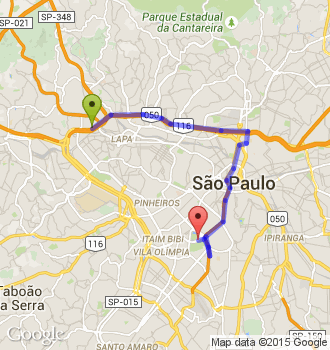 SP-021
SP-348
Parque Estadual
da Cantareira
050
116
LAPA
São Paulo
PINHEIROS
050
IPIRANGA
ITAIM BIBI
VILA OLÍMPIA
116
Taboão
a Serra
SP-015
Google
SANTO AMARO
Map data ©2015 Google